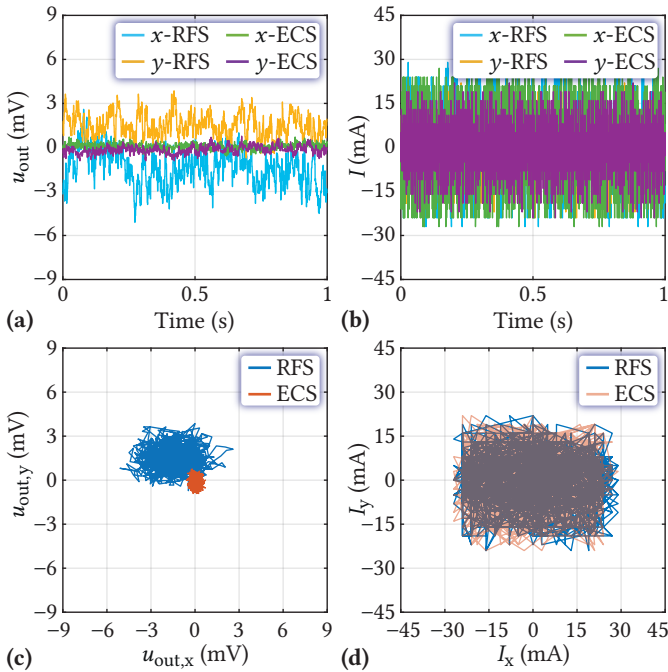 x-RFS x-ECS
y-RFS y-ECS
9
6
3
0
−3
−6
−9
u_out (mV)
0 0.5 1
Time (s)
(a)
x-RFS x-ECS
y-RFS y-ECS
45
30
15
0
−15
−30
−45
I (mA)
0 0.5 1
Time (s)
(b)
RFS
ECS
9
6
3
0
−3
−6
−9
u_out,y (mV)
−9 −6 −3 0 3 6 9
u_out,x (mV)
(c)
RFS
ECS
45
30
15
0
−15
−30
−45
I_y (mA)
−45 −30 −15 0 15 30 45
I_x (mA)
(d)